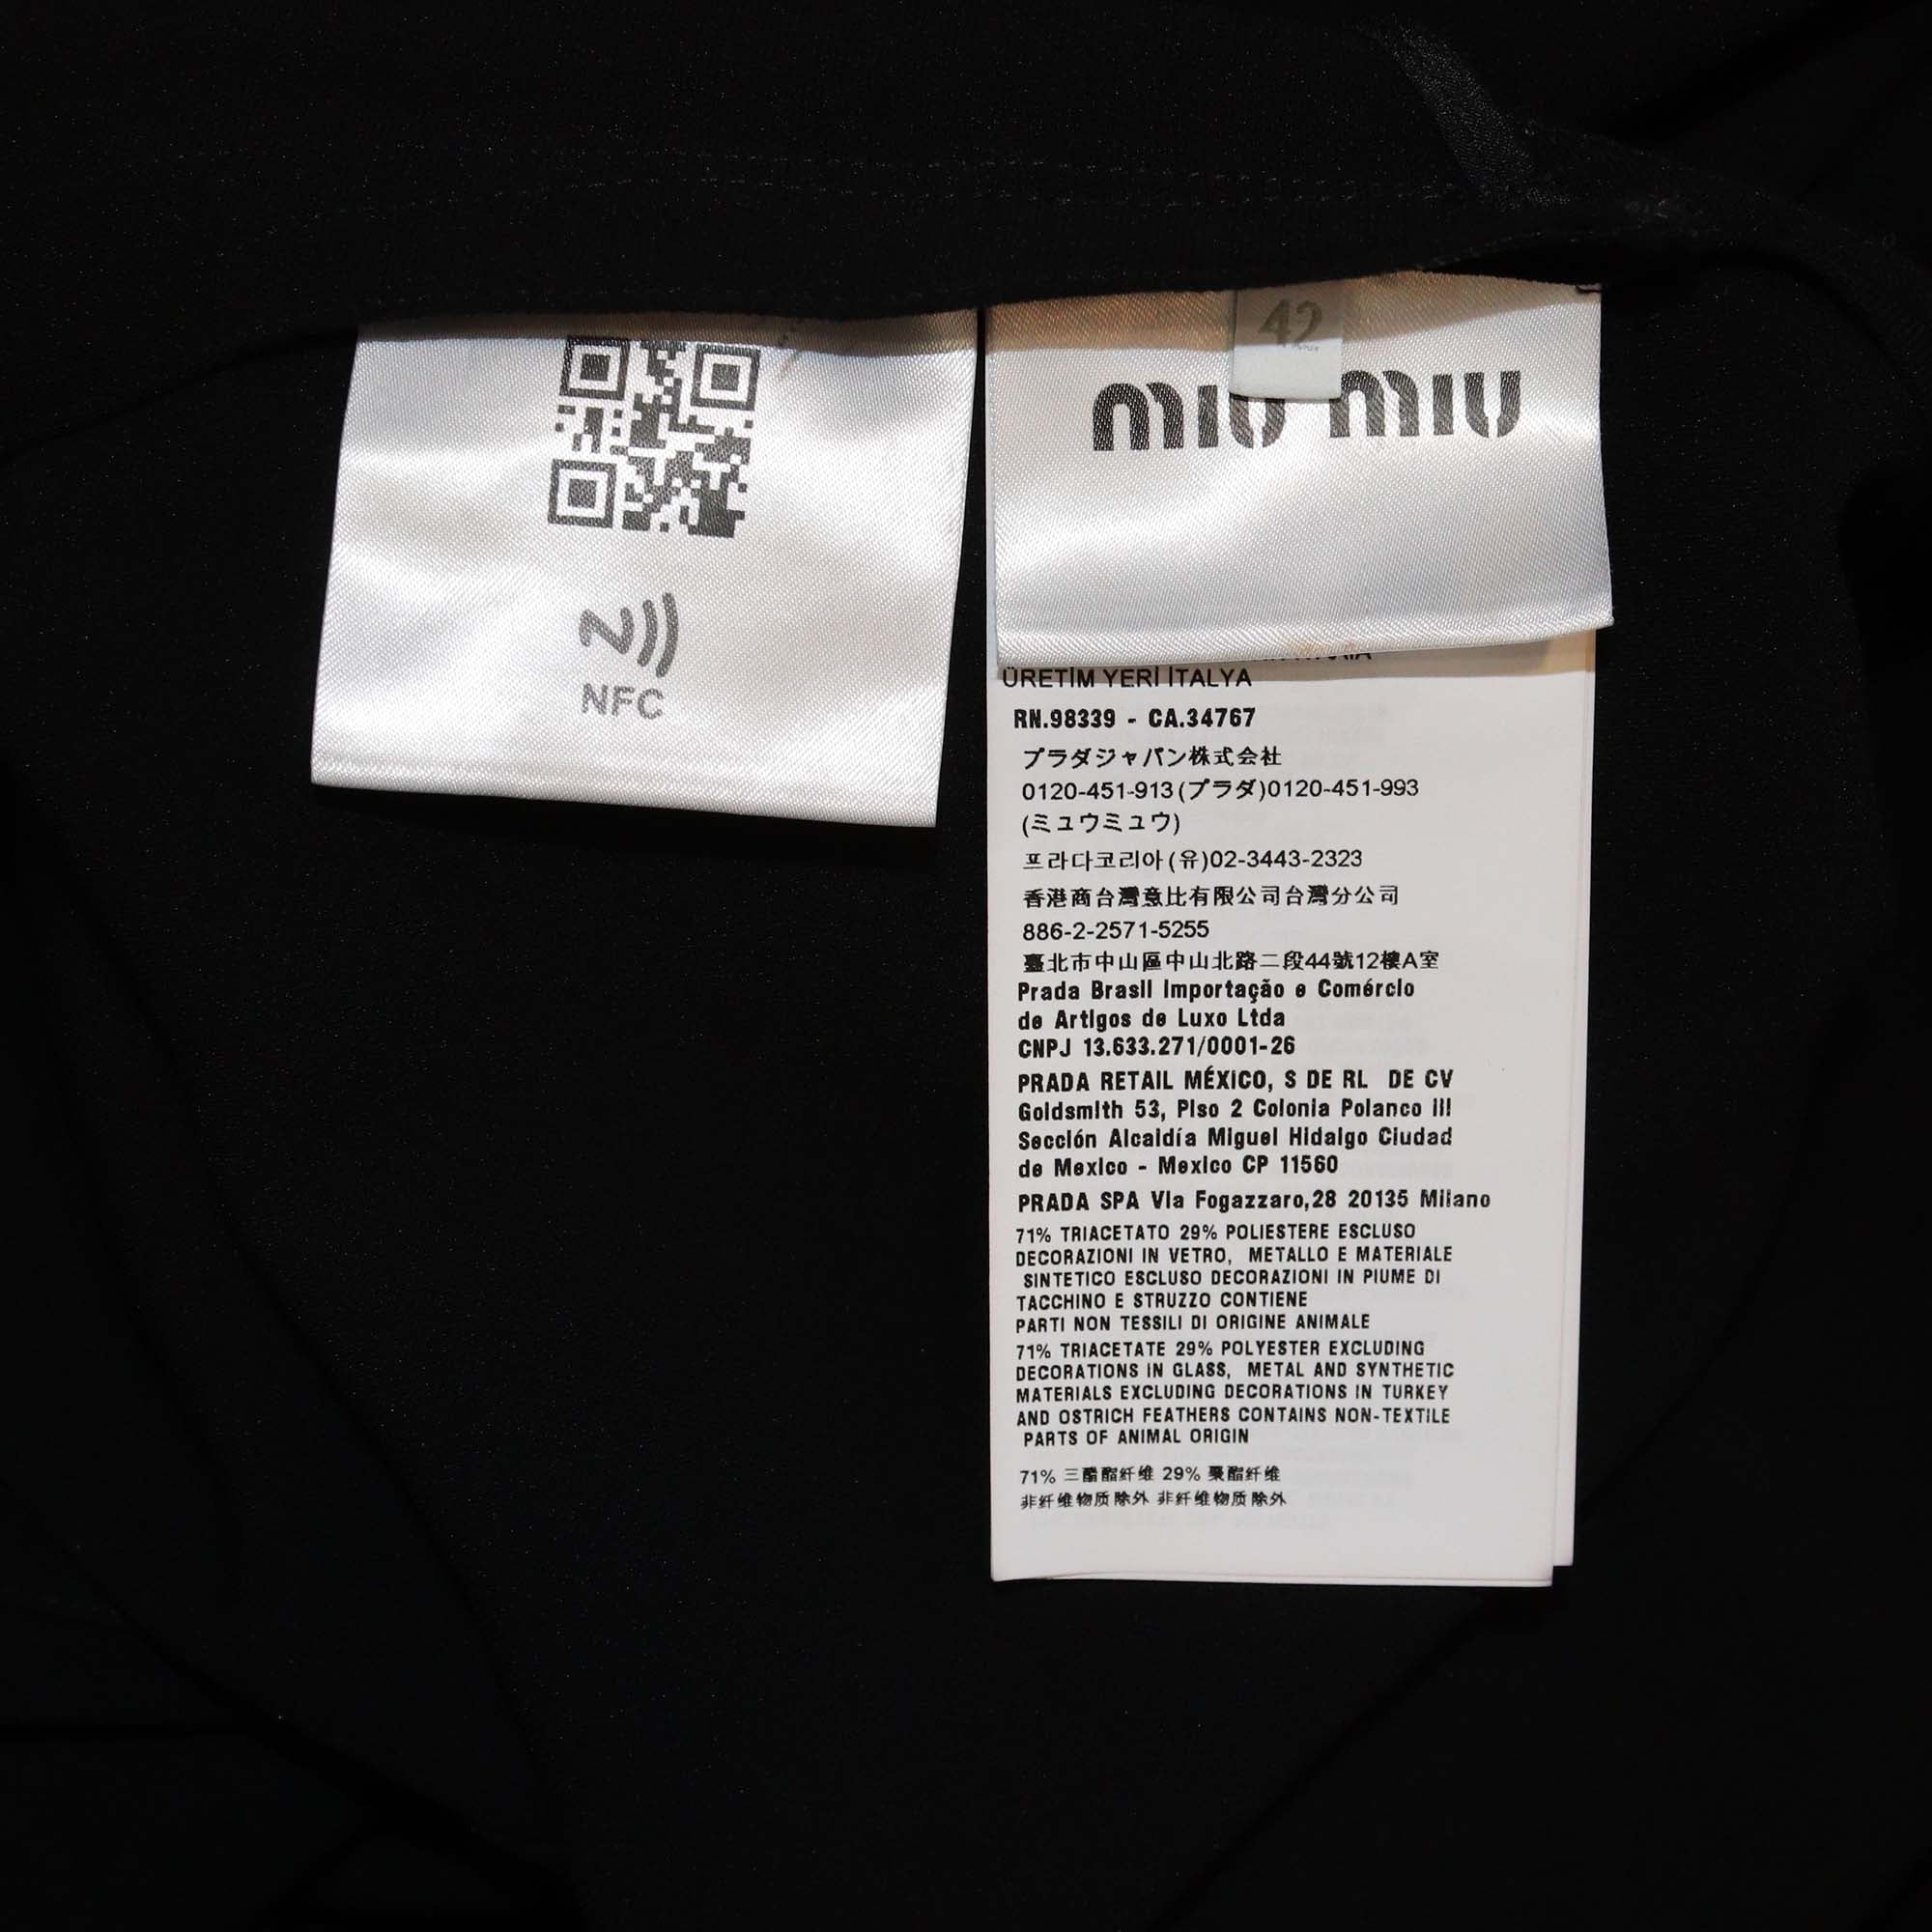 42
miu miu
NFC
ÜRETİM YERİ İTALYA
RN.98339 - CA.34767
プラダジャパン株式会社
0120-451-913(プラダ)0120-451-993
(ミュウミュウ)
프라다코리아(유)02-3443-2323
香港商台灣意比有限公司台灣分公司
886-2-2571-5255
臺北市中山區中山北路二段44號12樓A室
Prada Brasil Importação e Comércio
de Artigos de Luxo Ltda
CNPJ 13.633.271/0001-26
PRADA RETAIL MÉXICO, S DE RL DE CV
Goldsmith 53, Piso 2 Colonia Polanco III
Sección Alcaldía Miguel Hidalgo Ciudad
de Mexico - Mexico CP 11560
PRADA SPA Via Fogazzaro,28 20135 Milano
71% TRIACETATO 29% POLIESTERE ESCLUSO
DECORAZIONI IN VETRO, METALLO E MATERIALE
SINTETICO ESCLUSO DECORAZIONI IN PIUME DI
TACCHINO E STRUZZO CONTIENE
PARTI NON TESSILI DI ORIGINE ANIMALE
71% TRIACETATE 29% POLYESTER EXCLUDING
DECORATIONS IN GLASS, METAL AND SYNTHETIC
MATERIALS EXCLUDING DECORATIONS IN TURKEY
AND OSTRICH FEATHERS CONTAINS NON-TEXTILE
PARTS OF ANIMAL ORIGIN
71% 三醋酯纤维 29% 聚酯纤维
非纤维物质除外 非纤维物质除外